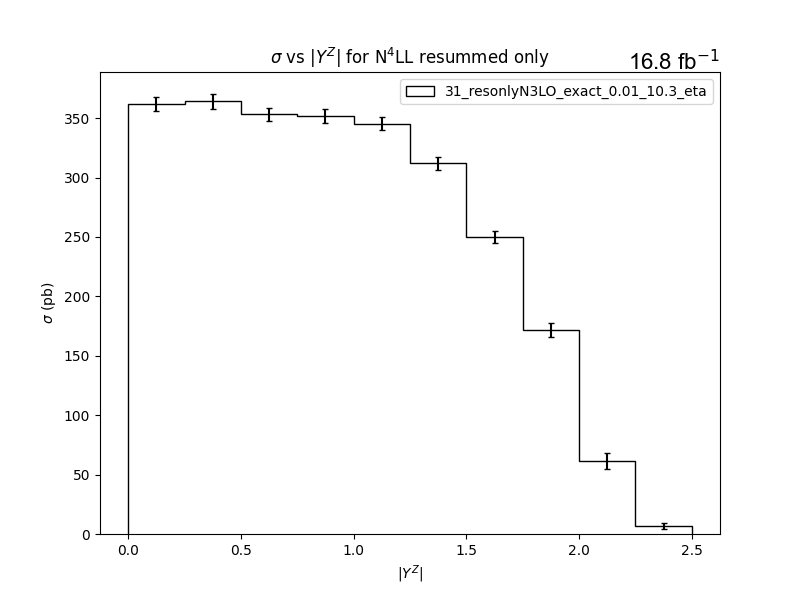 σ vs |Y^Z| for N^4LL resummed only
16.8 fb^−1
31_resonlyN3LO_exact_0.01_10.3_eta
350
300
250
200
150
100
50
0
σ (pb)
0.0 0.5 1.0 1.5 2.0 2.5
|Y^Z|